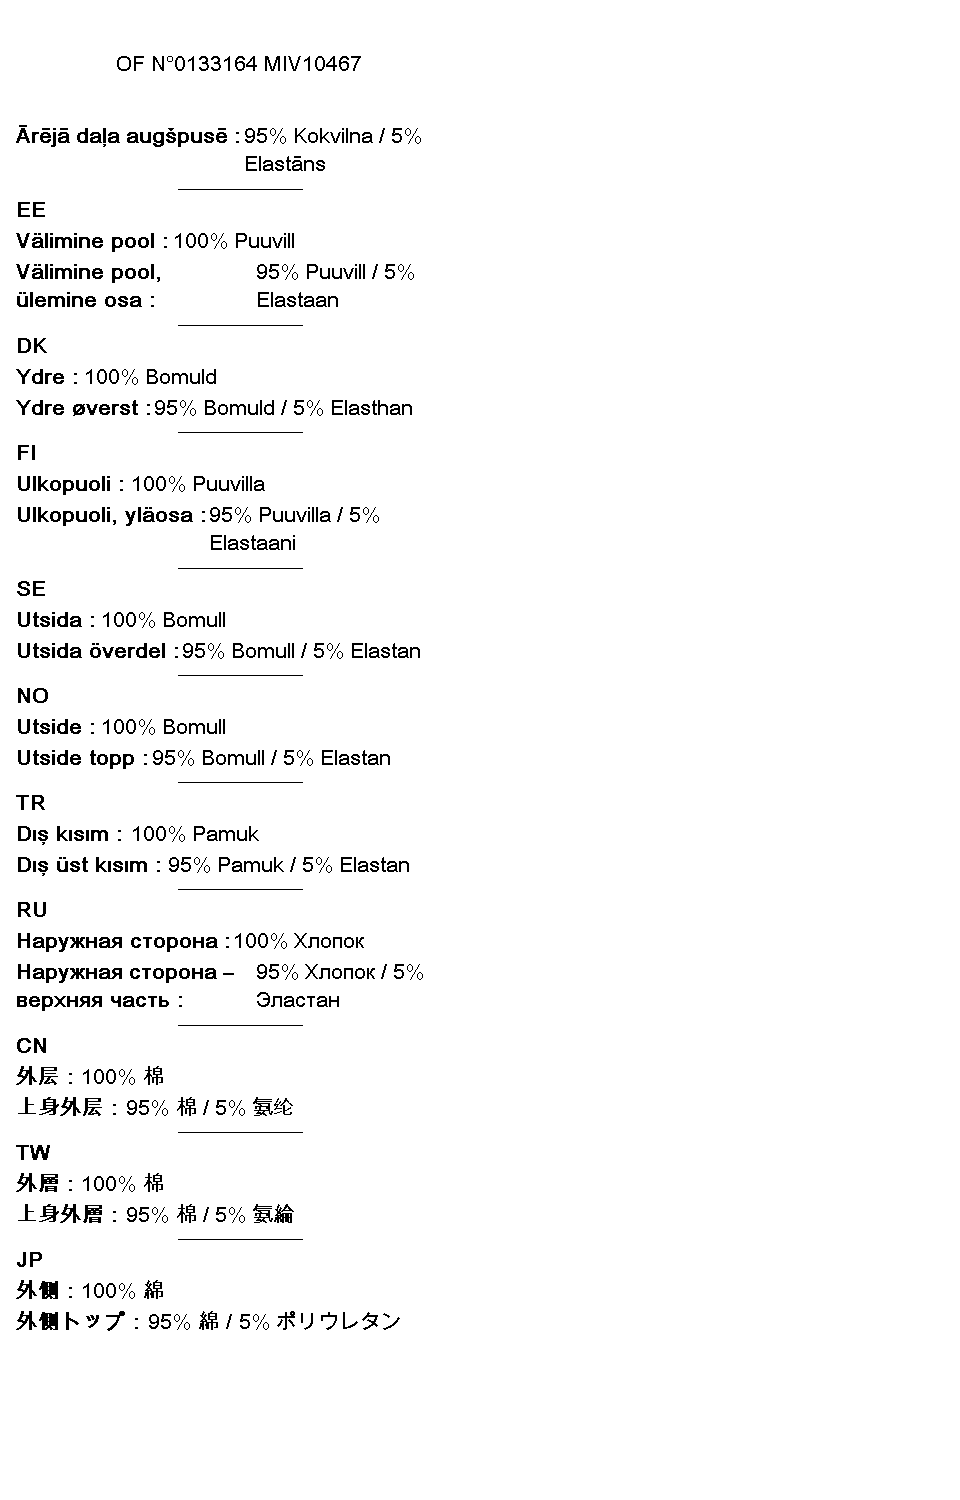 OF N°0133164 MIV10467
Ārējā daļa augšpusē : 95% Kokvilna / 5%
Elastāns
EE
Välimine pool : 100% Puuvill
Välimine pool, 95% Puuvill / 5%
ülemine osa : Elastaan
DK
Ydre : 100% Bomuld
Ydre øverst : 95% Bomuld / 5% Elasthan
FI
Ulkopuoli : 100% Puuvilla
Ulkopuoli, yläosa : 95% Puuvilla / 5%
Elastaani
SE
Utsida : 100% Bomull
Utsida överdel : 95% Bomull / 5% Elastan
NO
Utside : 100% Bomull
Utside topp : 95% Bomull / 5% Elastan
TR
Dış kısım : 100% Pamuk
Dış üst kısım : 95% Pamuk / 5% Elastan
RU
Наружная сторона : 100% Хлопок
Наружная сторона – 95% Хлопок / 5%
верхняя часть : Эластан
CN
外层 : 100% 棉
上身外层 : 95% 棉 / 5% 氨纶
TW
外層 : 100% 棉
上身外層 : 95% 棉 / 5% 氨綸
JP
外側 : 100% 綿
外側トップ : 95% 綿 / 5% ポリウレタン